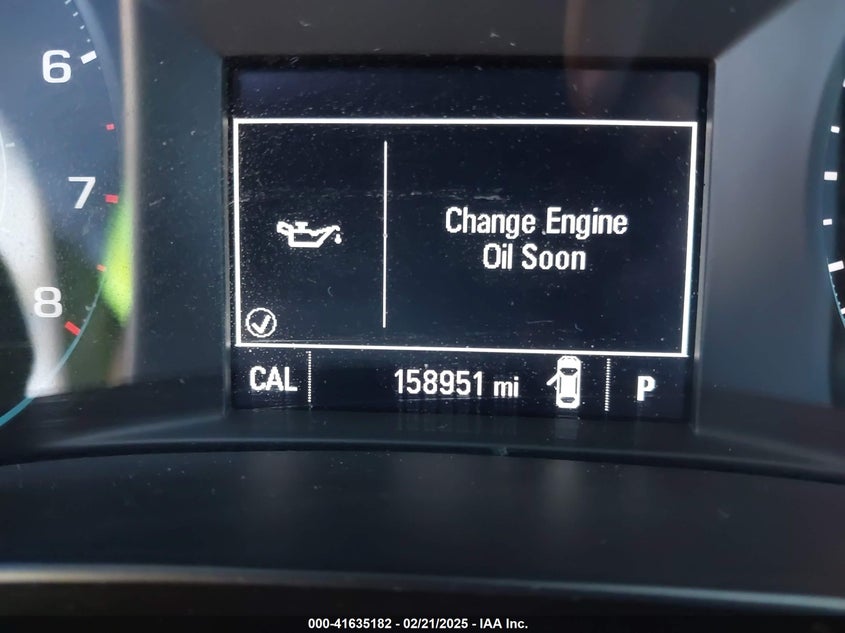 6
7
8
Change Engine
Oil Soon
CAL 158951 mi P
000-41635182 - 02/21/2025 - IAA Inc.